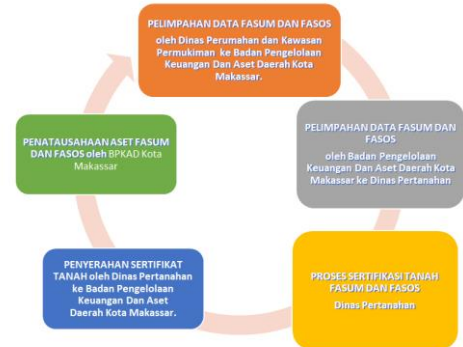 PELIMPAHAN DATA FASUM DAN FASOS
oleh Dinas Perumahan dan Kawasan
Permukiman ke Badan Pengelolaan
Keuangan Dan Aset Daerah Kota
Makassar.
PELIMPAHAN DATA FASUM DAN
FASOS
oleh Badan Pengelolaan
Keuangan Dan Aset Daerah Kota
Makassar ke Dinas Pertanahan
PROSES SERTIFIKASI TANAH
FASUM DAN FASOS
Dinas Pertanahan
PENYERAHAN SERTIFIKAT
TANAH oleh Dinas Pertanahan
ke Badan Pengelolaan
Keuangan Dan Aset
Daerah Kota Makassar.
PENATAUSAHAAN ASET FASUM
DAN FASOS oleh BPKAD Kota
Makassar